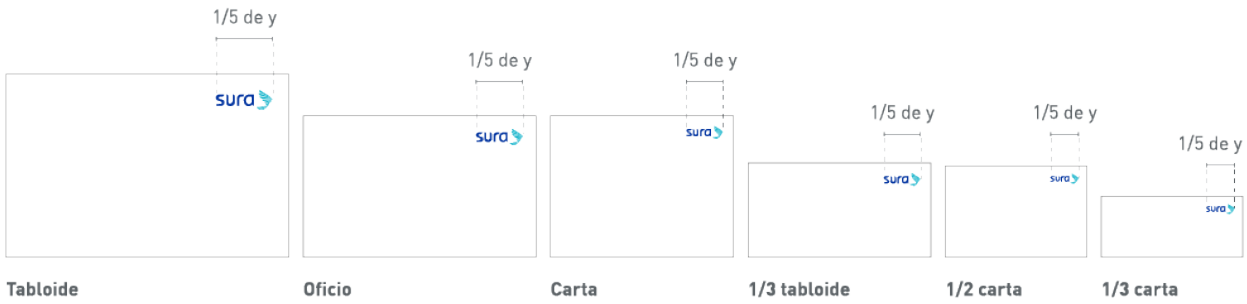 1/5 de y
1/5 de y
1/5 de y
1/5 de y
1/5 de y
1/5 de y
sura
sura
sura
sura
sura
sura
Tabloide
Oficio
Carta
1/3 tabloide
1/2 carta
1/3 carta